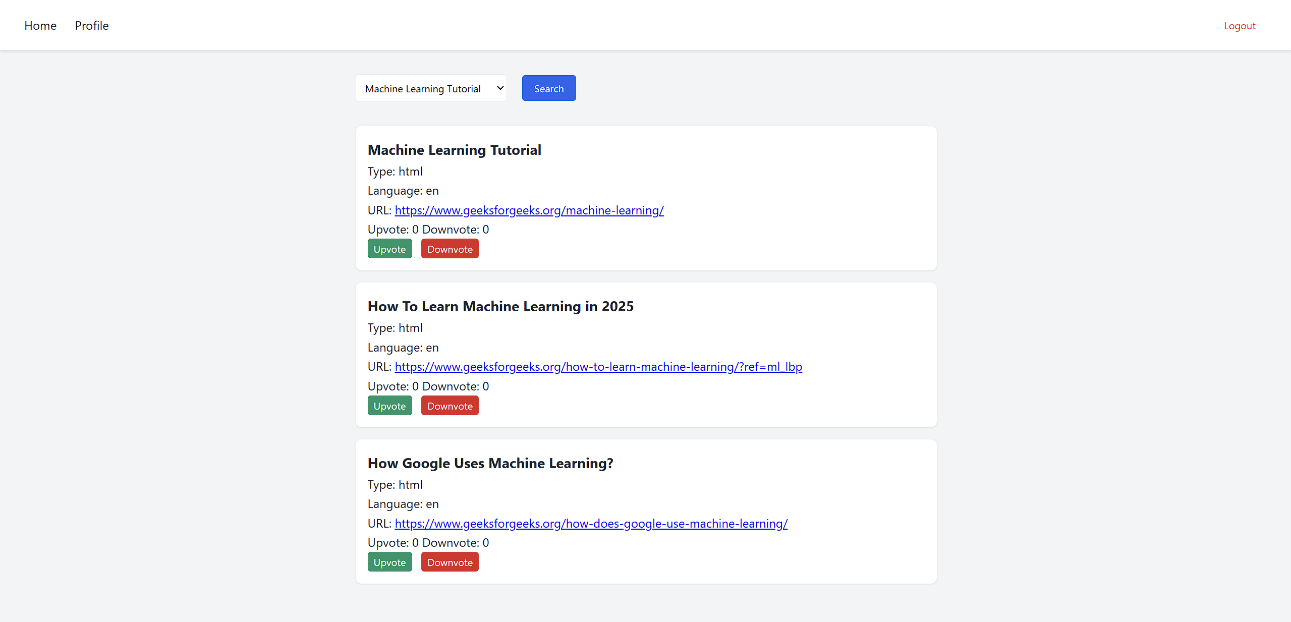 Home Profile Logout
Machine Learning Tutorial Search
Machine Learning Tutorial
Type: html
Language: en
URL: https://www.geeksforgeeks.org/machine-learning/
Upvote: 0 Downvote: 0
Upvote Downvote
How To Learn Machine Learning in 2025
Type: html
Language: en
URL: https://www.geeksforgeeks.org/how-to-learn-machine-learning/?ref=ml_lbp
Upvote: 0 Downvote: 0
Upvote Downvote
How Google Uses Machine Learning?
Type: html
Language: en
URL: https://www.geeksforgeeks.org/how-does-google-use-machine-learning/
Upvote: 0 Downvote: 0
Upvote Downvote